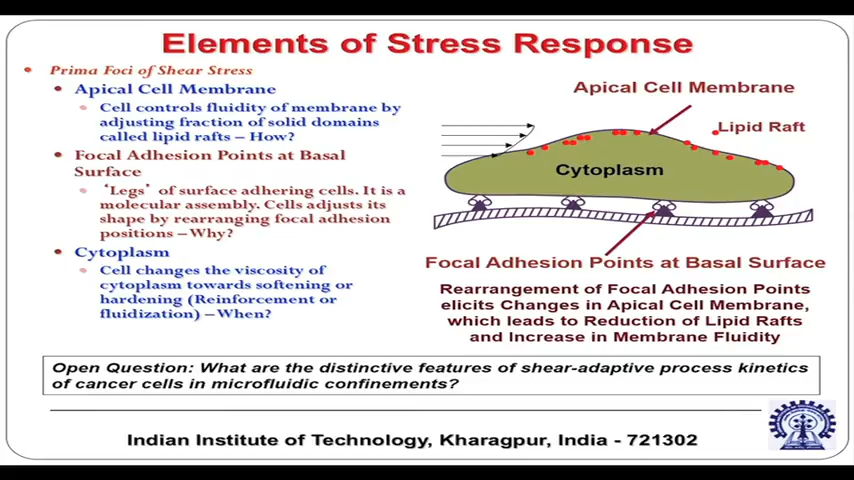 Elements of Stress Response
Prima Foci of Shear Stress
Apical Cell Membrane
Cell controls fluidity of membrane by
adjusting fraction of solid domains
called lipid rafts – How?
Focal Adhesion Points at Basal
Surface
‘Legs’ of surface adhering cells. It is a
molecular assembly. Cells adjusts its
shape by rearranging focal adhesion
positions –Why?
Cytoplasm
Cell changes the viscosity of
cytoplasm towards softening or
hardening (Reinforcement or
fluidization) –When?
Apical Cell Membrane
Lipid Raft
Cytoplasm
Focal Adhesion Points at Basal Surface
Rearrangement of Focal Adhesion Points
elicits Changes in Apical Cell Membrane,
which leads to Reduction of Lipid Rafts
and Increase in Membrane Fluidity
Open Question: What are the distinctive features of shear-adaptive process kinetics
of cancer cells in microfluidic confinements?
Indian Institute of Technology, Kharagpur, India - 721302